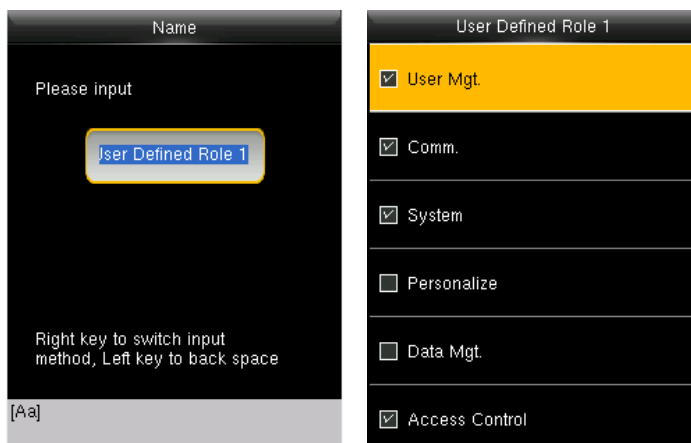 Name
Please input
User Defined Role 1
Right key to switch input
method, Left key to back space
[Aa]
User Defined Role 1
User Mgt.
Comm.
System
Personalize
Data Mgt.
Access Control